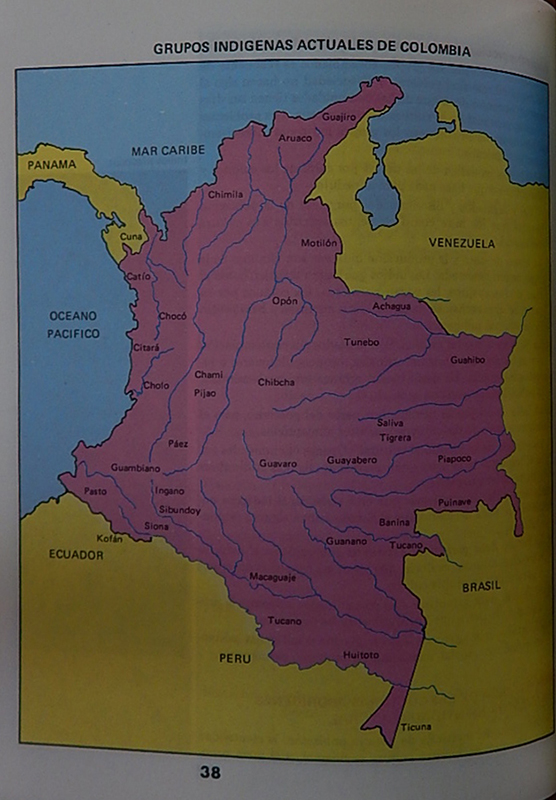 GRUPOS INDIGENAS ACTUALES DE COLOMBIA
Guajiro
Aruaco
MAR CARIBE
PANAMA
Chimila
Cuna
Motilón
VENEZUELA
Catío
Opón
Achagua
OCEANO
PACIFICO
Chocó
Citará
Tunebo
Guahibo
Cholo
Chami
Pijao
Chibcha
Saliva
Tigrera
Páez
Guambiano
Guavaro
Guayabero
Piapoco
Pasto
Ingano
Sibundoy
Puinave
Siona
Banina
Kofán
Guanano
Tucano
ECUADOR
Macaguaje
BRASIL
Tucano
PERU
Huitoto
Ticuna
38